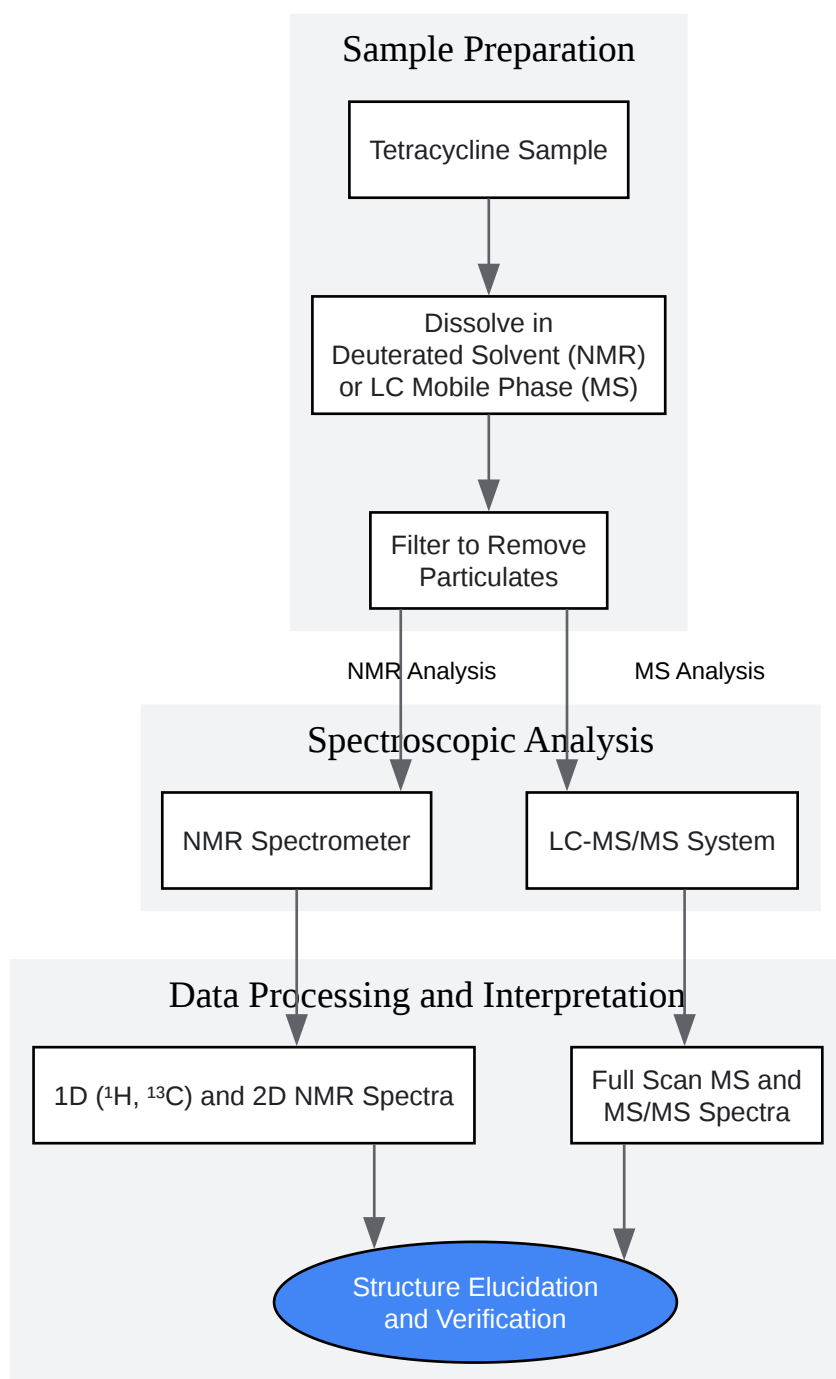 Sample Preparation
Tetracycline Sample
Dissolve in
Deuterated Solvent (NMR)
or LC Mobile Phase (MS)
Filter to Remove
Particulates
NMR Analysis
MS Analysis
Spectroscopic Analysis
NMR Spectrometer
LC-MS/MS System
Data Processing and Interpretation
1D (¹H, ¹³C) and 2D NMR Spectra
Full Scan MS and
MS/MS Spectra
Structure Elucidation
and Verification